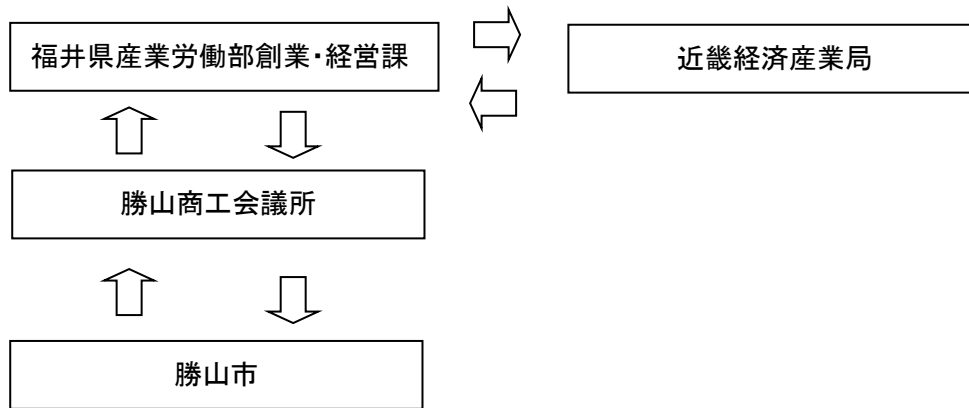 福井県産業労働部創業・経営課
近畿経済産業局
勝山商工会議所
勝山市